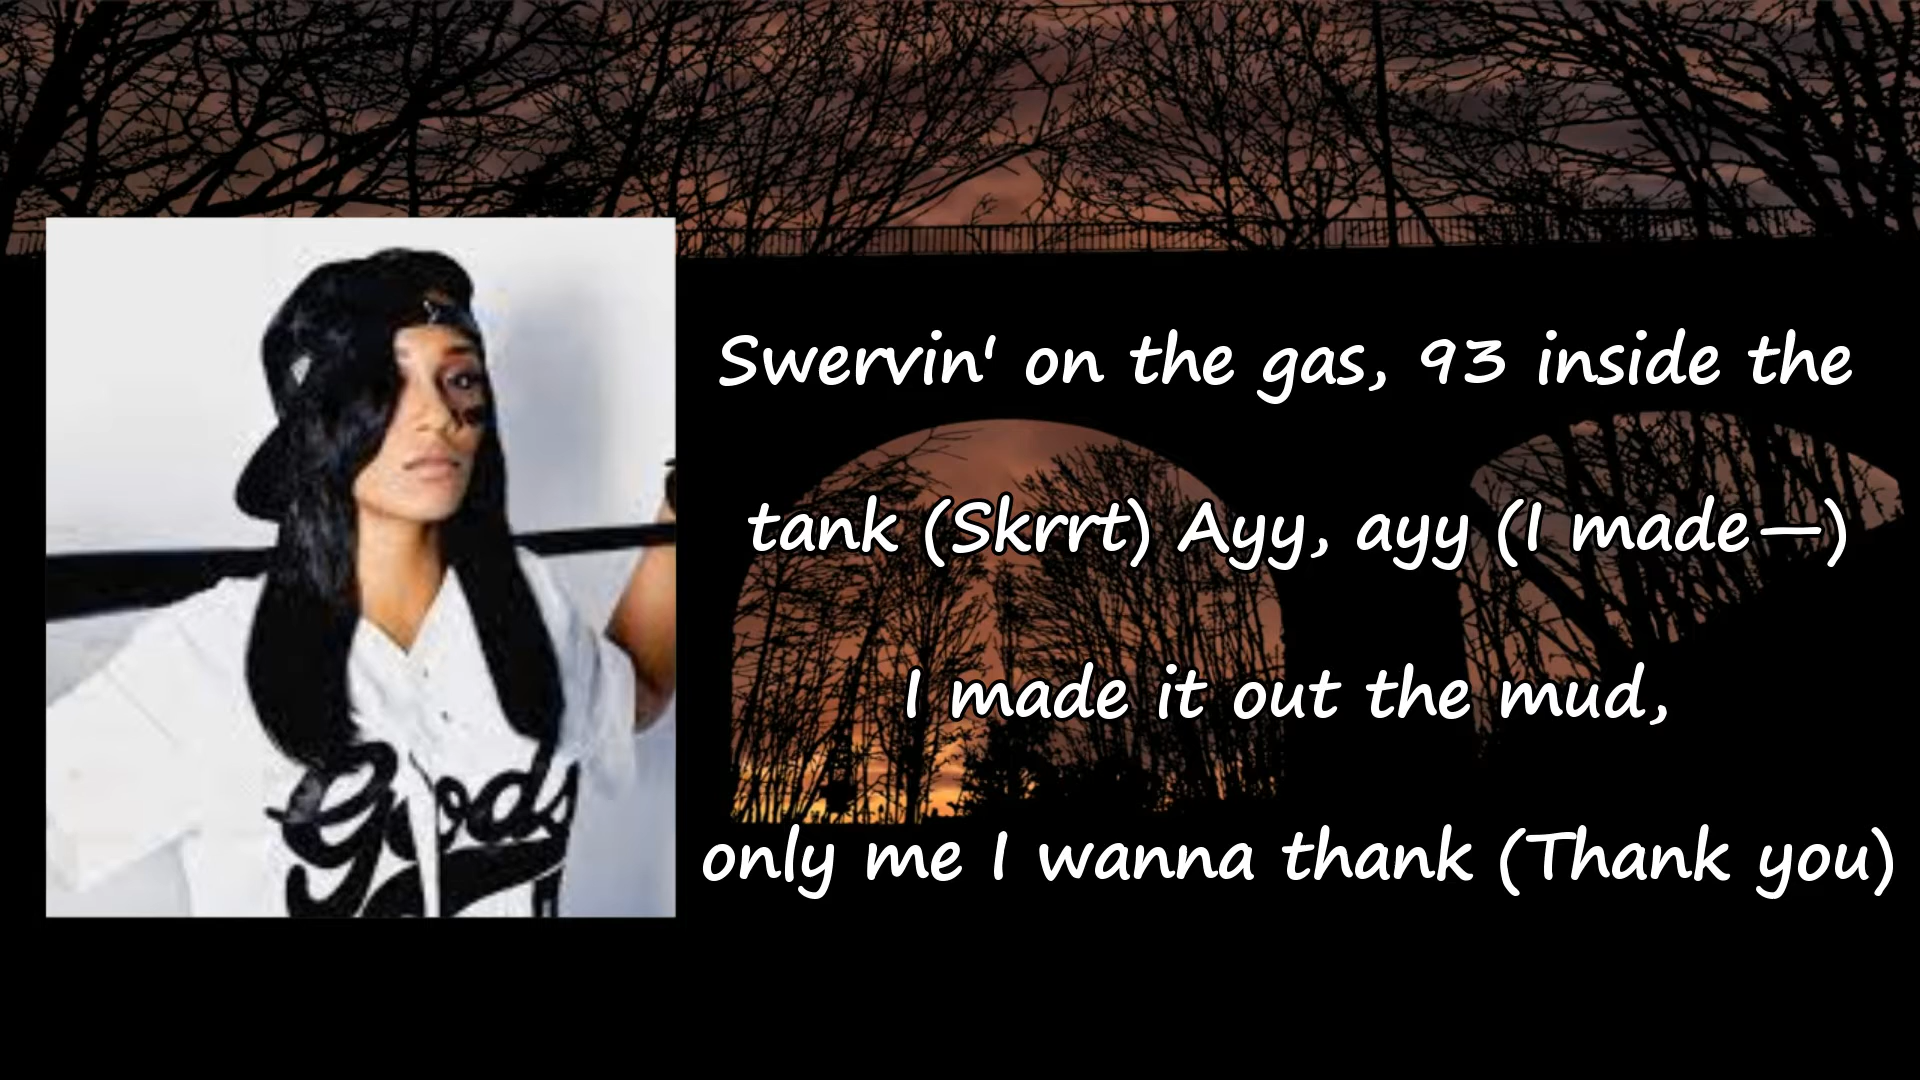 Swervin' on the gas, 93 inside the
tank (Skrrt) Ayy, ayy (I made—)
I made it out the mud,
only me I wanna thank (Thank you)
Goods